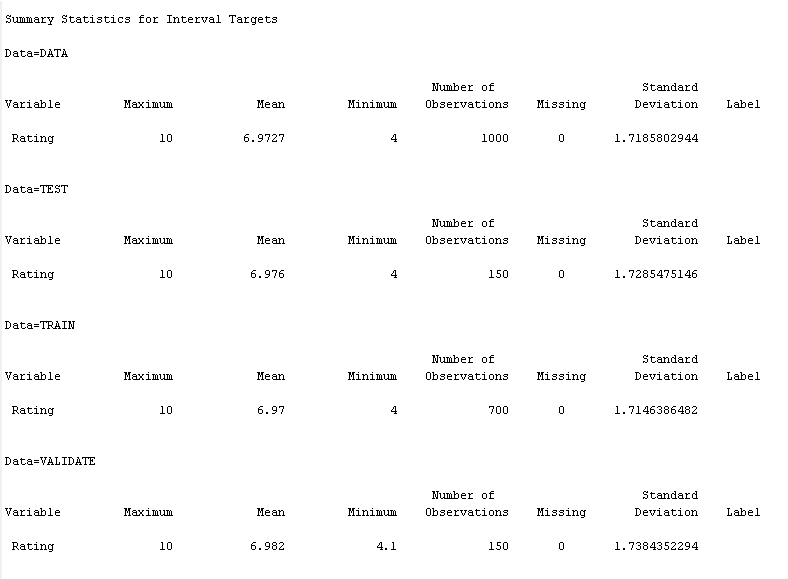 Summary Statistics for Interval Targets
Data=DATA
Number of Standard
Variable Maximum Mean Minimum Observations Missing Deviation Label
Rating 10 6.9727 4 1000 0 1.7185802944
Data=TEST
Number of Standard
Variable Maximum Mean Minimum Observations Missing Deviation Label
Rating 10 6.976 4 150 0 1.7285475146
Data=TRAIN
Number of Standard
Variable Maximum Mean Minimum Observations Missing Deviation Label
Rating 10 6.97 4 700 0 1.7146386482
Data=VALIDATE
Number of Standard
Variable Maximum Mean Minimum Observations Missing Deviation Label
Rating 10 6.982 4.1 150 0 1.7384352294